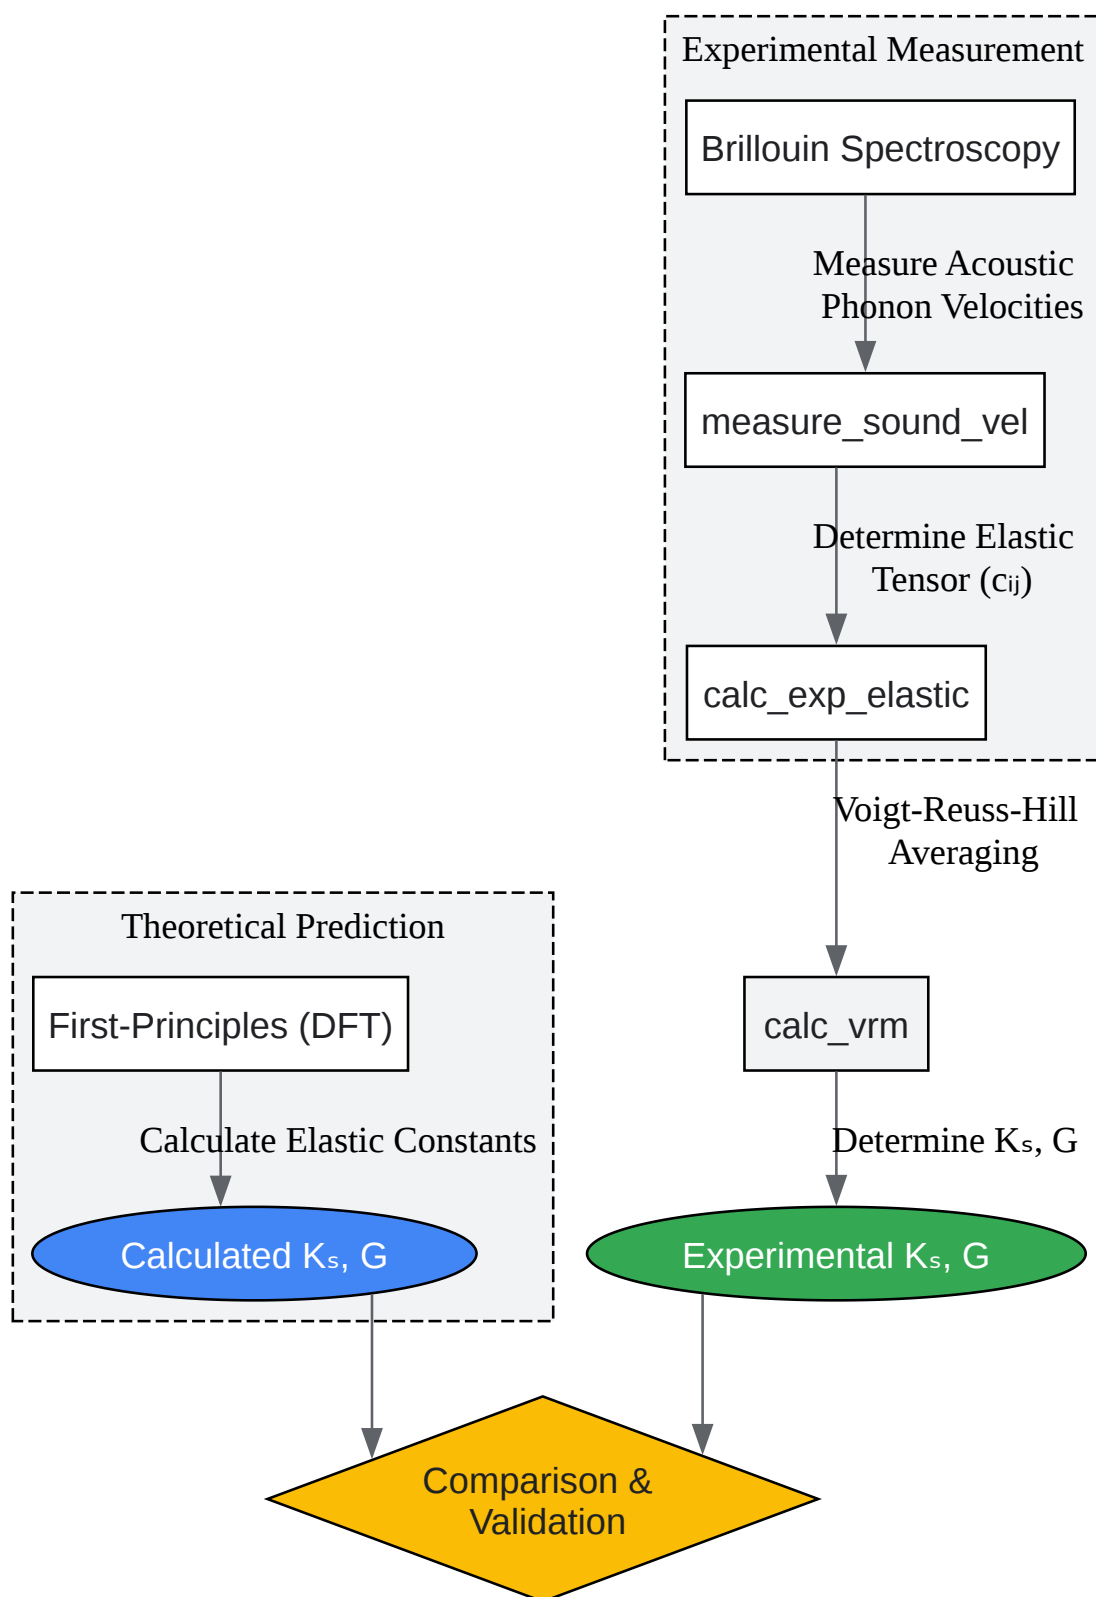 Experimental Measurement
Brillouin Spectroscopy
Measure Acoustic
Phonon Velocities
measure_sound_vel
Determine Elastic
Tensor (cᵢⱼ)
calc_exp_elastic
Voigt-Reuss-Hill
Averaging
Theoretical Prediction
First-Principles (DFT)
calc_vrm
Calculate Elastic Constants
Determine Kₛ, G
Calculated Kₛ, G
Experimental Kₛ, G
Comparison &
Validation